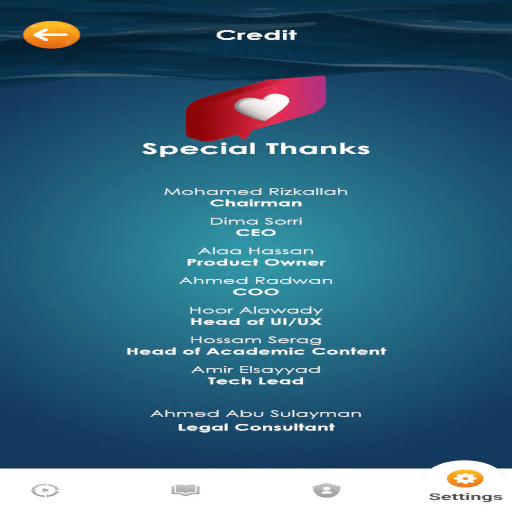 Credit
Special Thanks
Mohamed Rizkallah
Chairman
Dima Sorri
CEO
Alaa Hassan
Product Owner
Ahmed Radwan
COO
Hoor Alawady
Head of UI/UX
Hossam Serag
Head of Academic Content
Amir Elsayyad
Tech Lead
Ahmed Abu Sulayman
Legal Consultant
Settings